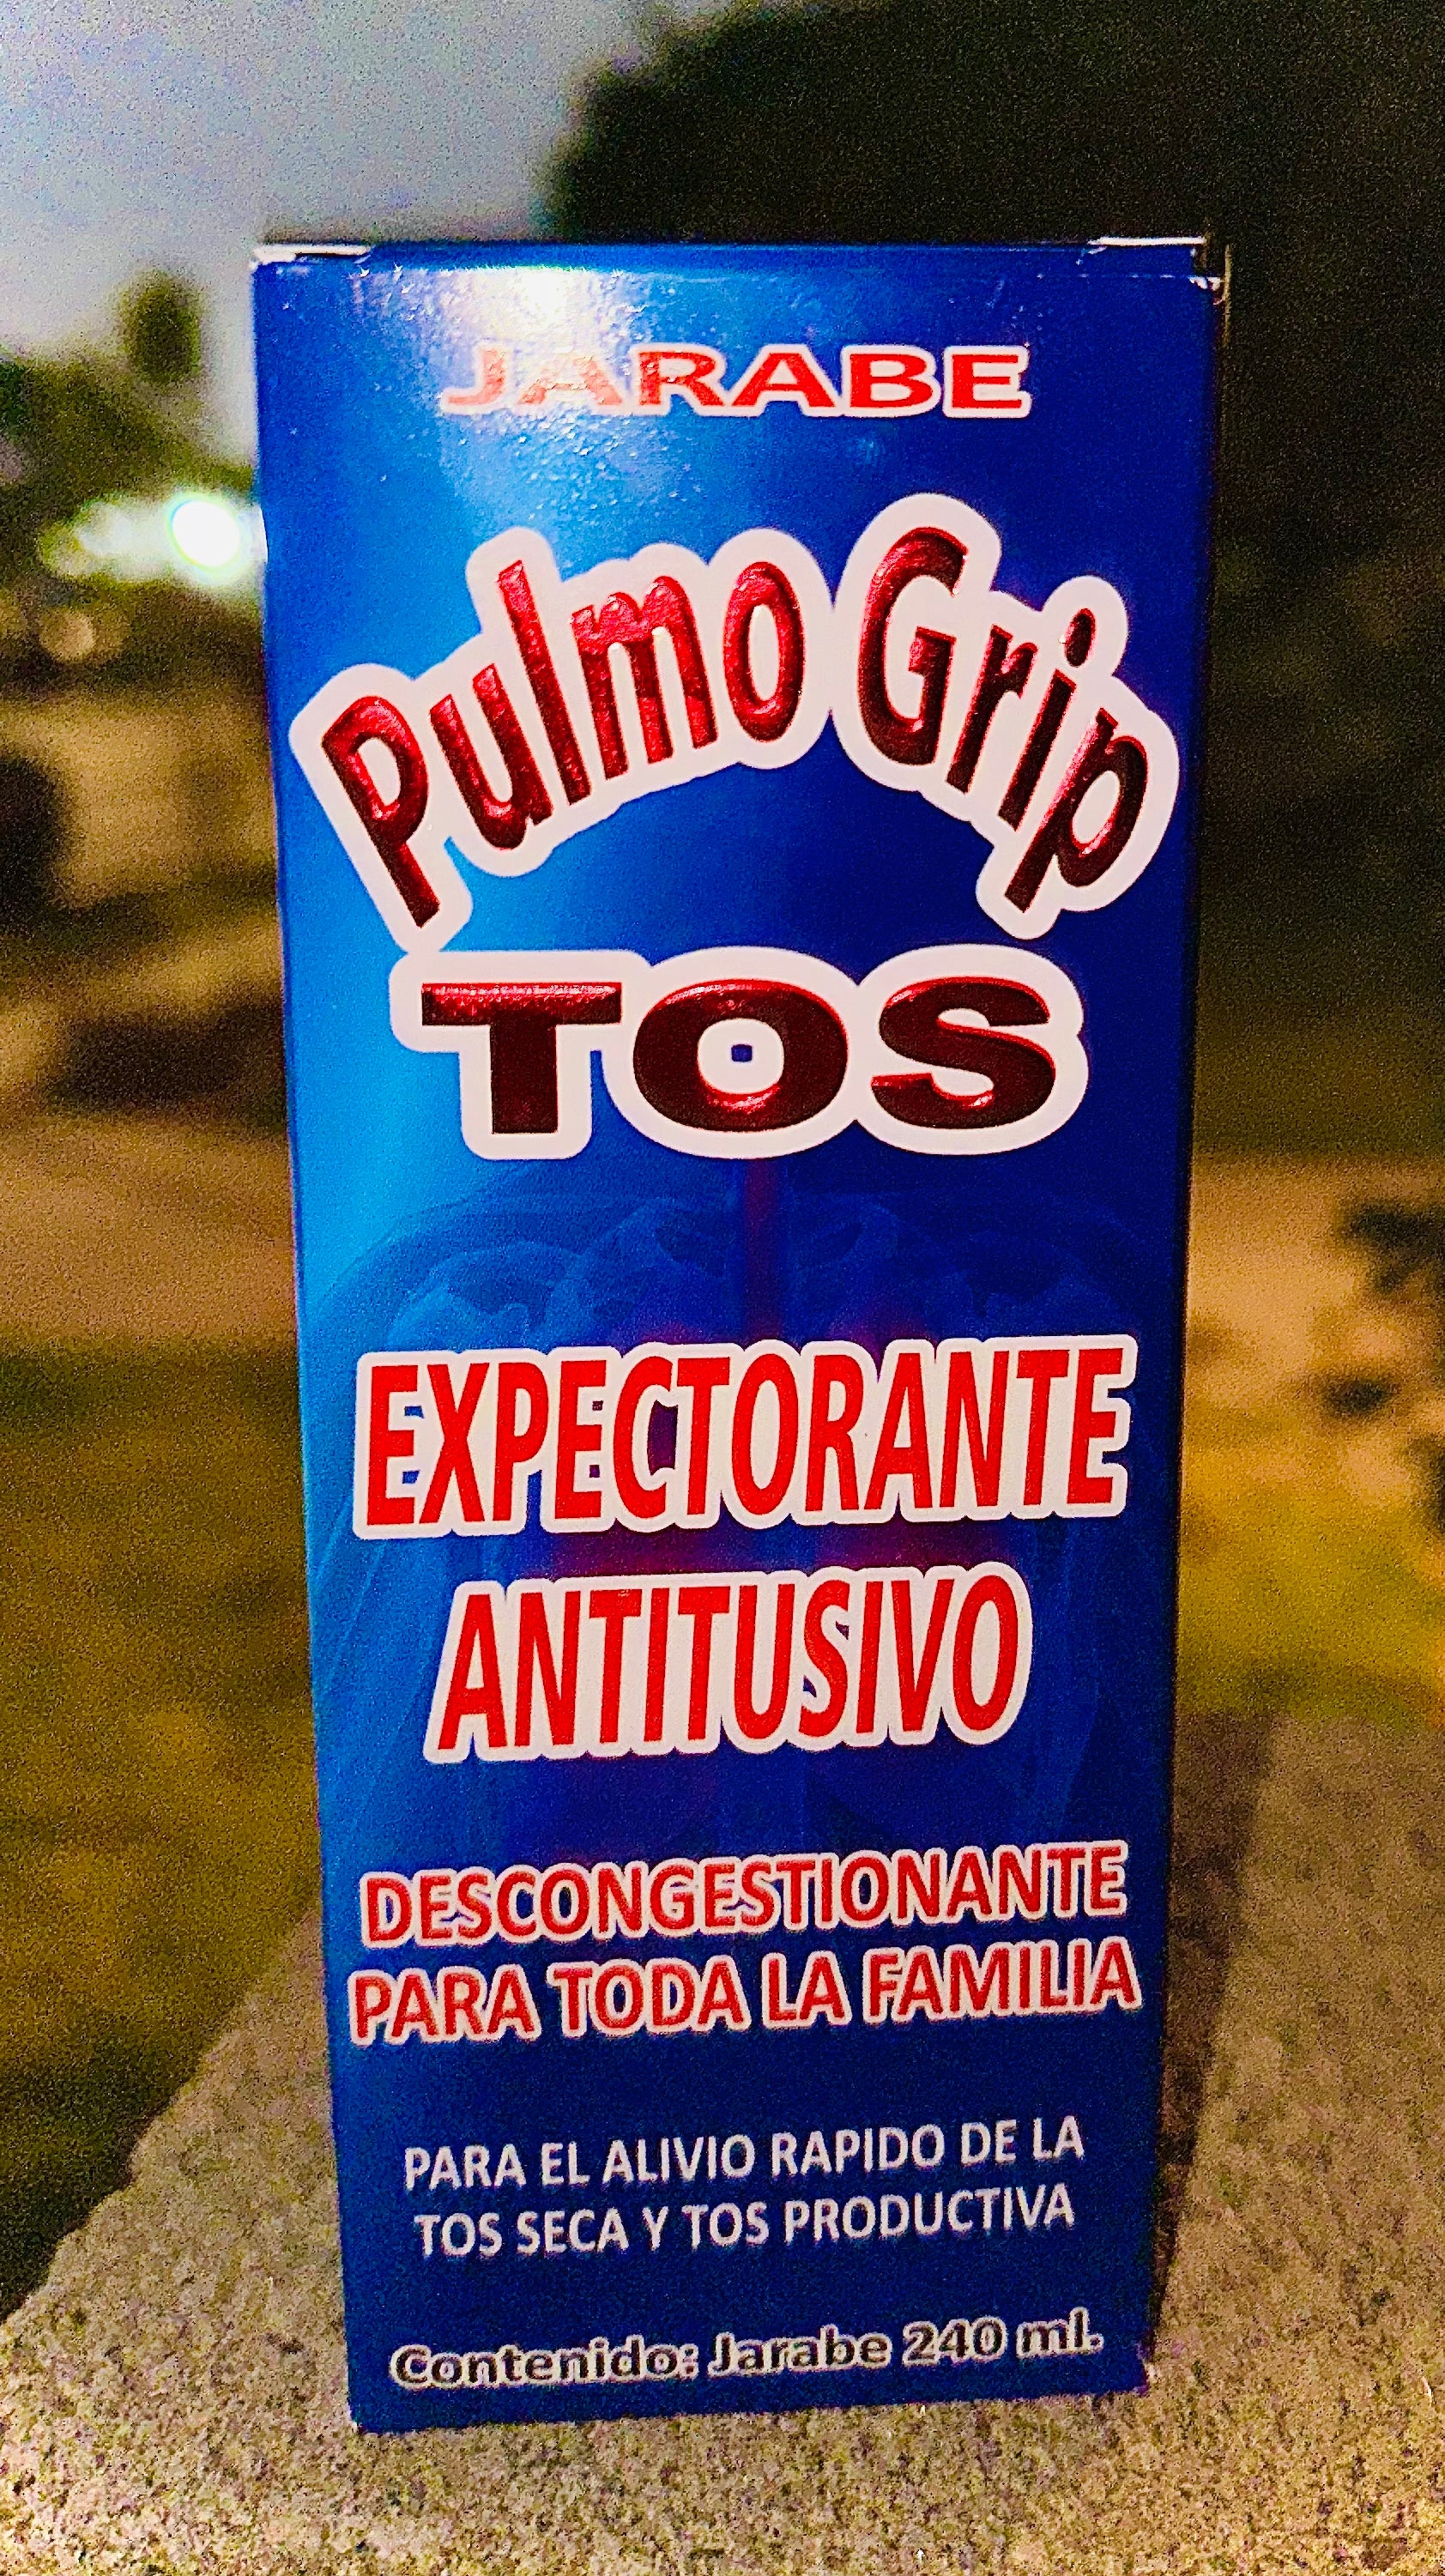 JARABE
Pulmo Grip
TOS
EXPECTORANTE
ANTITUSIVO
DESCONGESTIONANTE
PARA TODA LA FAMILIA
PARA EL ALIVIO RAPIDO DE LA
TOS SECA Y TOS PRODUCTIVA
Contenido: Jarabe 240 ml.